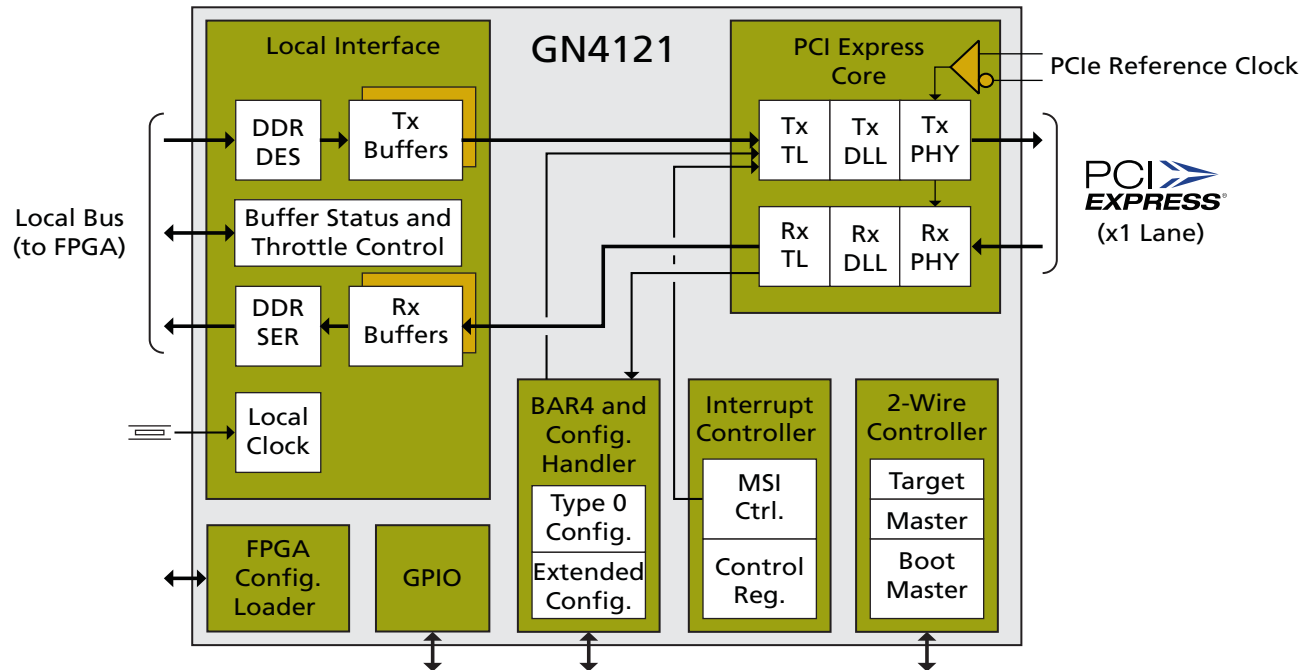 GN4121
Local Interface
DDR
DES
Tx
Buffers
Buffer Status and
Throttle Control
DDR
SER
Rx
Buffers
Local
Clock
Local Bus
(to FPGA)
PCI Express
Core
Tx
TL
Tx
DLL
Tx
PHY
Rx
TL
Rx
DLL
Rx
PHY
PCIe Reference Clock
PCI
EXPRESS®
(x1 Lane)
FPGA
Config.
Loader
GPIO
BAR4 and
Config.
Handler
Type 0
Config.
Extended
Config.
Interrupt
Controller
MSI
Ctrl.
Control
Reg.
2-Wire
Controller
Target
Master
Boot
Master